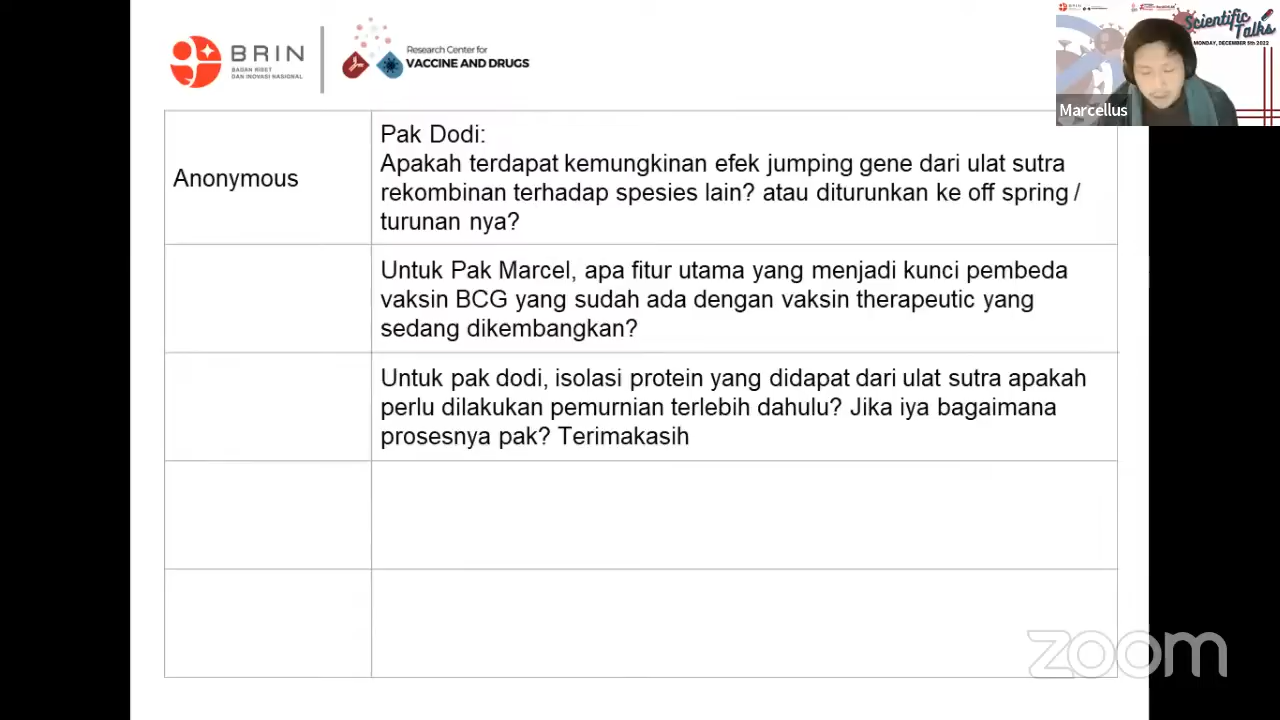 BRIN
BADAN RISET
DAN INOVASI NASIONAL
Research Center for
VACCINE AND DRUGS
Scientific
Talks
MONDAY, DECEMBER 5th 2022
Marcellus
Anonymous
Pak Dodi:
Apakah terdapat kemungkinan efek jumping gene dari ulat sutra
rekombinan terhadap spesies lain? atau diturunkan ke off spring /
turunan nya?
Untuk Pak Marcel, apa fitur utama yang menjadi kunci pembeda
vaksin BCG yang sudah ada dengan vaksin therapeutic yang
sedang dikembangkan?
Untuk pak dodi, isolasi protein yang didapat dari ulat sutra apakah
perlu dilakukan pemurnian terlebih dahulu? Jika iya bagaimana
prosesnya pak? Terimakasih
zoom